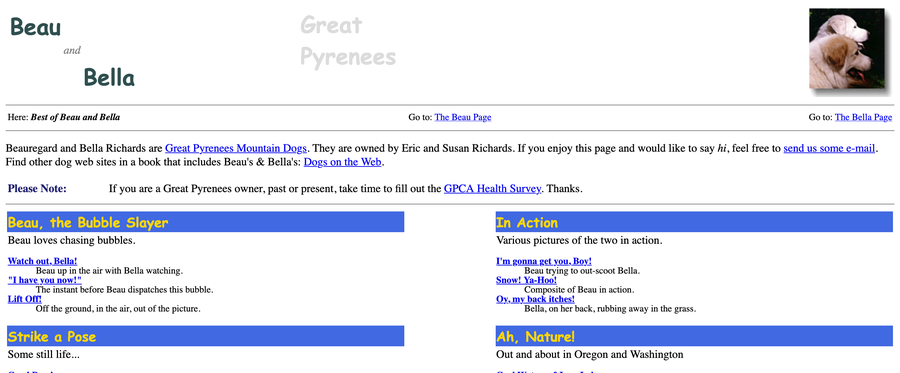 Beau
and
Bella
Great
Pyrenees
Here: Best of Beau and Bella
Go to: The Beau Page
Go to: The Bella Page
Beauregard and Bella Richards are Great Pyrenees Mountain Dogs. They are owned by Eric and Susan Richards. If you enjoy this page and would like to say hi, feel free to send us some e-mail.
Find other dog web sites in a book that includes Beau's & Bella's: Dogs on the Web.
Please Note: If you are a Great Pyrenees owner, past or present, take time to fill out the GPCA Health Survey. Thanks.
Beau, the Bubble Slayer
Beau loves chasing bubbles.
Watch out, Bella!
Beau up in the air with Bella watching.
"I have you now!"
The instant before Beau dispatches this bubble.
Lift Off!
Off the ground, in the air, out of the picture.
In Action
Various pictures of the two in action.
I'm gonna get you, Boy!
Beau trying to out-scoot Bella.
Snow! Ya-Hoo!
Composite of Beau in action.
Oy, my back itches!
Bella, on her back, rubbing away in the grass.
Strike a Pose
Some still life...
Ah, Nature!
Out and about in Oregon and Washington